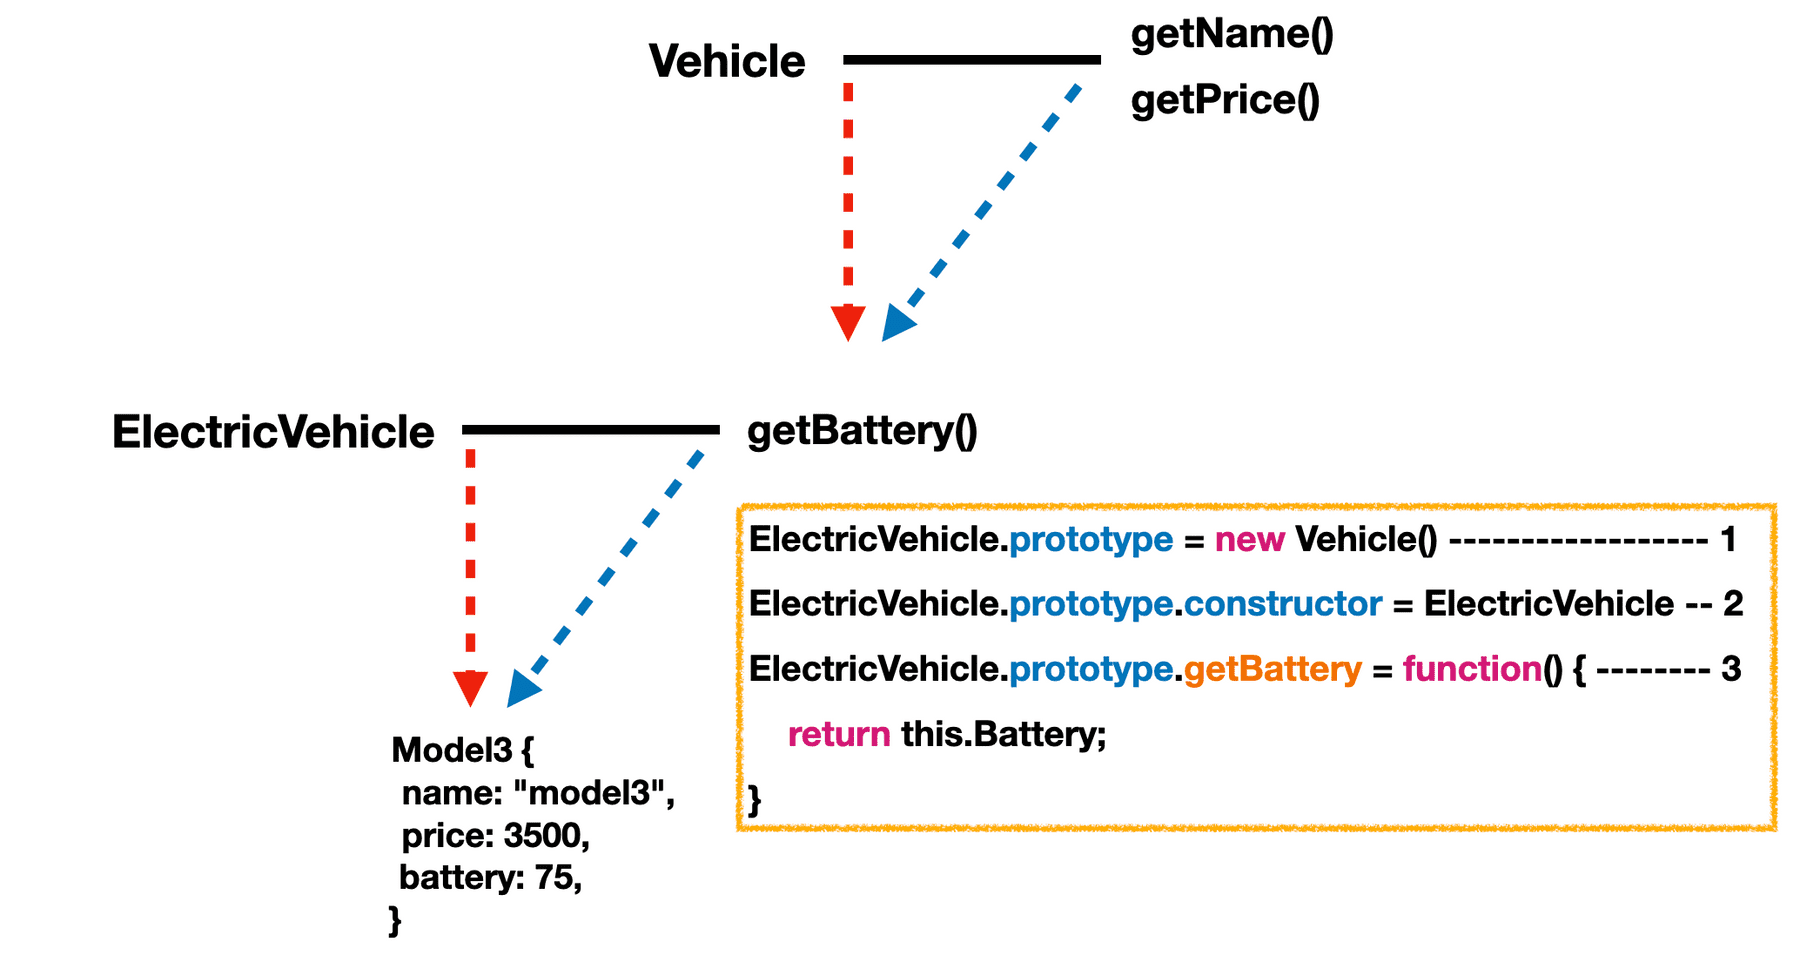 Vehicle
getName()
getPrice()
ElectricVehicle
getBattery()
ElectricVehicle.prototype = new Vehicle() ------------------ 1
ElectricVehicle.prototype.constructor = ElectricVehicle -- 2
ElectricVehicle.prototype.getBattery = function() { -------- 3
return this.Battery;
}
Model3 {
name: "model3",
price: 3500,
battery: 75,
}